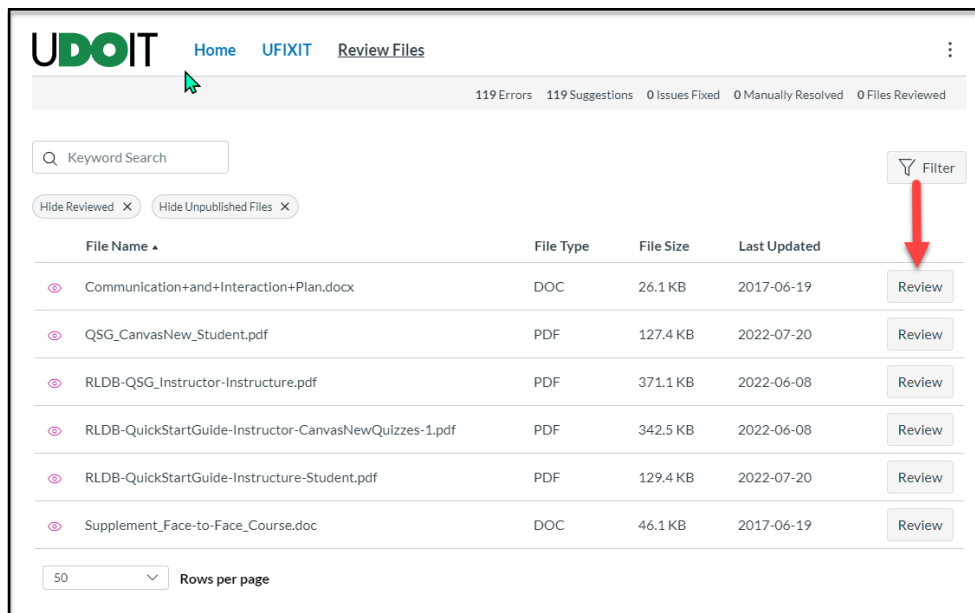 UDOIT Home UFIXIT Review Files
119 Errors 119 Suggestions 0 Issues Fixed 0 Manually Resolved 0 Files Reviewed
Keyword Search
Filter
Hide Reviewed X Hide Unpublished Files X
File Name File Type File Size Last Updated
Communication+and+Interaction+Plan.docx DOC 26.1 KB 2017-06-19 Review
QSG_CanvasNew_Student.pdf PDF 127.4 KB 2022-07-20 Review
RLDB-QSG_Instructor-Instructure.pdf PDF 371.1 KB 2022-06-08 Review
RLDB-QuickStartGuide-Instructor-CanvasNewQuizzes-1.pdf PDF 342.5 KB 2022-06-08 Review
RLDB-QuickStartGuide-Instructure-Student.pdf PDF 129.4 KB 2022-07-20 Review
Supplement_Face-to-Face_Course.doc DOC 46.1 KB 2017-06-19 Review
50 Rows per page